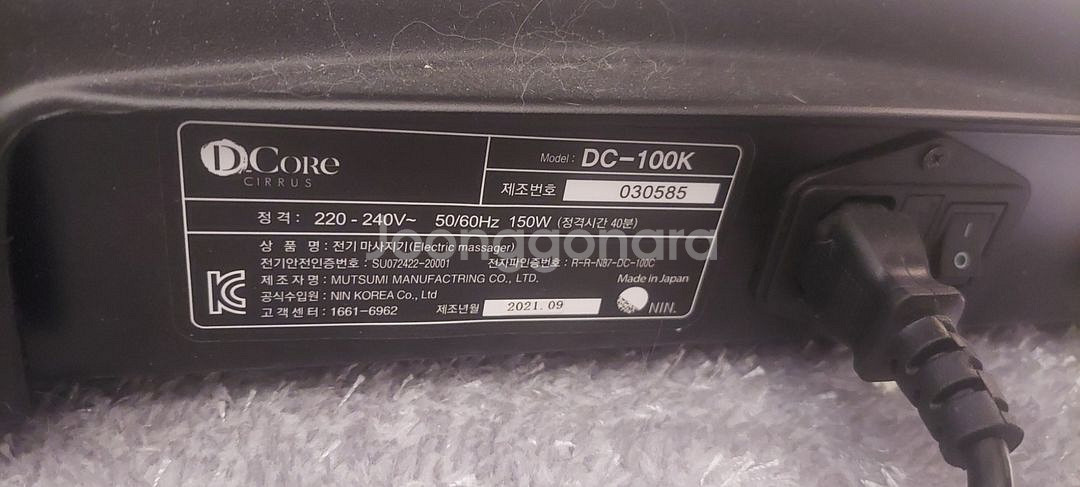 D.CORE
CIRRUS
Model : DC-100K
제조번호 030585
정 격 : 220 - 240V~ 50/60Hz 150W (정격시간 40분)
상 품 명 : 전기 마사지기(Electric massager)
전기안전인증번호 : SU072422-20001 전자파인증번호 : R-R-N37-DC-100C
제 조 자 명 : MUTSUMI MANUFACTRING CO., LTD.
공식수입원 : NIN KOREA Co., Ltd
고 객 센 터 : 1661-6962
제조년월 2021.09
Made in Japan
NIN.
joonggonara